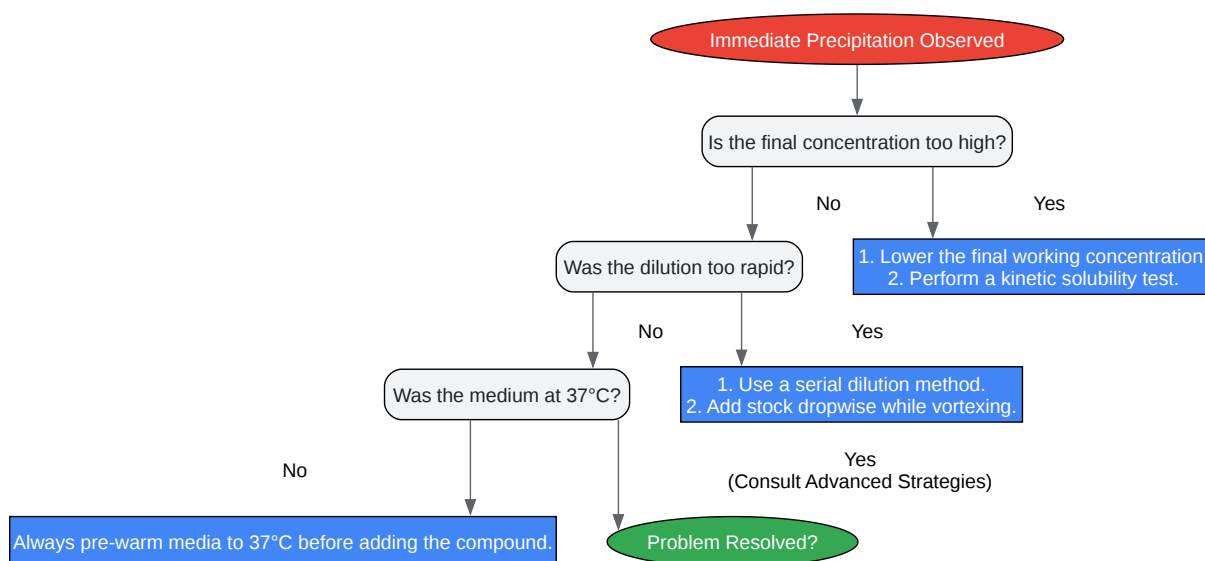 Immediate Precipitation Observed
Is the final concentration too high?
No
Yes
1. Lower the final working concentration
2. Perform a kinetic solubility test.
Was the dilution too rapid?
No
Yes
1. Use a serial dilution method.
2. Add stock dropwise while vortexing.
Was the medium at 37°C?
No
Yes
(Consult Advanced Strategies)
Always pre-warm media to 37°C before adding the compound.
Problem Resolved?